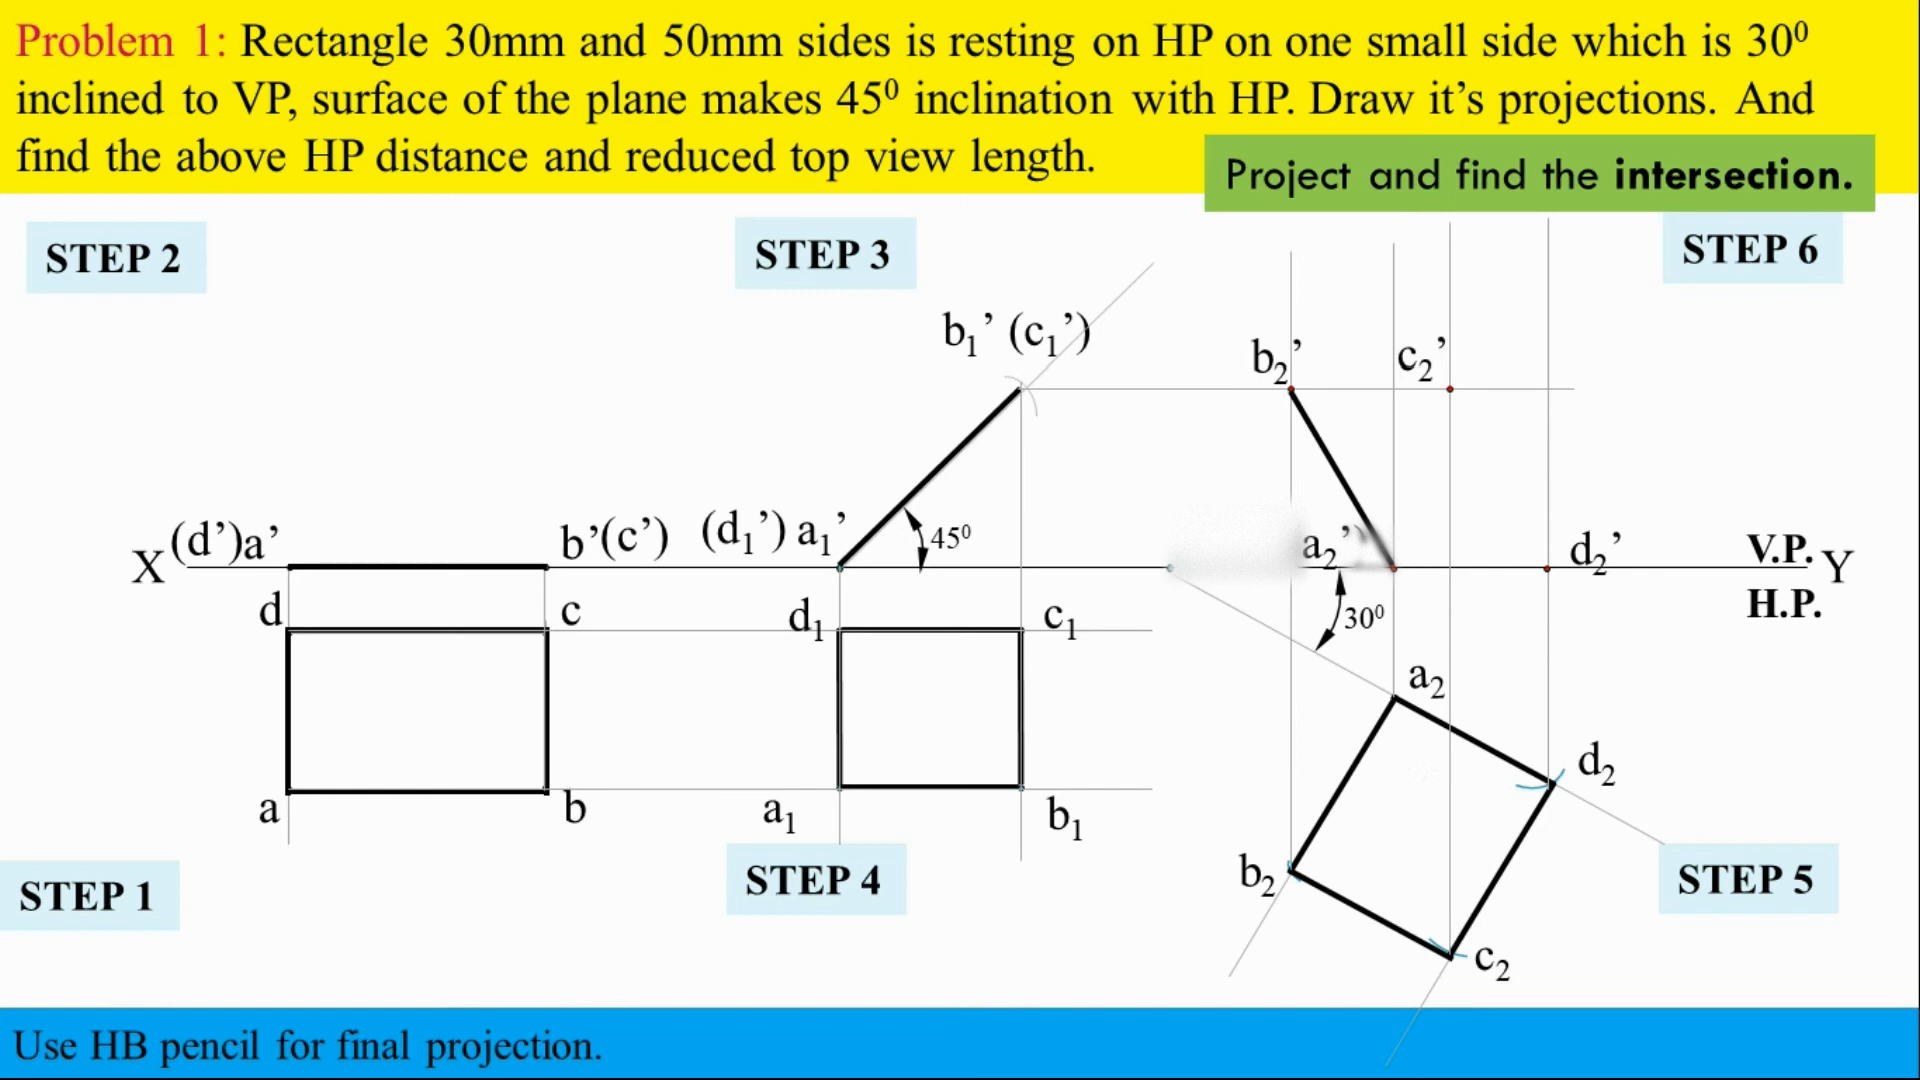 Problem 1: Rectangle 30mm and 50mm sides is resting on HP on one small side which is 30⁰
inclined to VP, surface of the plane makes 45⁰ inclination with HP. Draw it's projections. And
find the above HP distance and reduced top view length.
Project and find the intersection.
STEP 2
STEP 3
STEP 6
b₁’ (c₁’)
b₂’
c₂’
X
(d’)a’
b’(c’)
(d₁’) a₁’
45⁰
a₂’
d₂’
V.P.
Y
H.P.
d
c
d₁
c₁
30⁰
a₂
d₂
a
b
a₁
b₁
b₂
c₂
STEP 1
STEP 4
STEP 5
Use HB pencil for final projection.